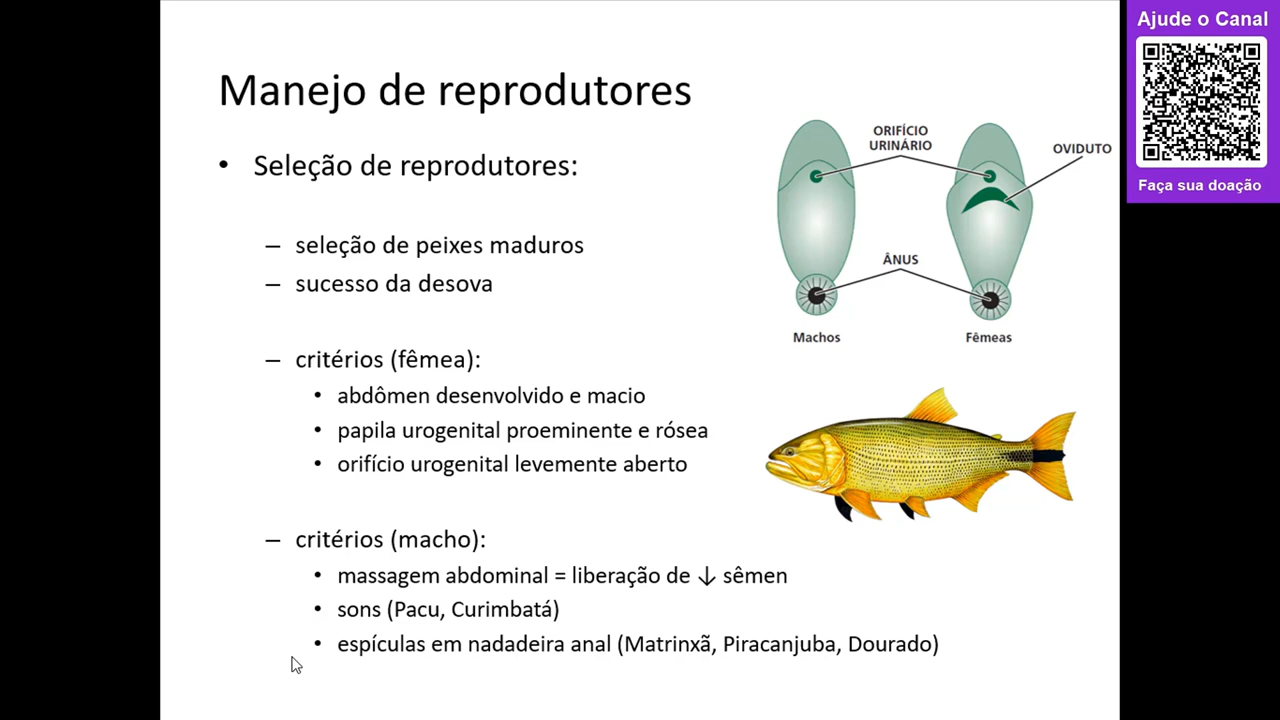 Manejo de reprodutores
• Seleção de reprodutores:
– seleção de peixes maduros
– sucesso da desova
– critérios (fêmea):
• abdômen desenvolvido e macio
• papila urogenital proeminente e rósea
• orifício urogenital levemente aberto
– critérios (macho):
• massagem abdominal = liberação de ↓ sêmen
• sons (Pacu, Curimbatá)
• espículas em nadadeira anal (Matrinxã, Piracanjuba, Dourado)
ORIFÍCIO
URINÁRIO
OVIDUTO
ÂNUS
Machos
Fêmeas
Ajude o Canal
Faça sua doação